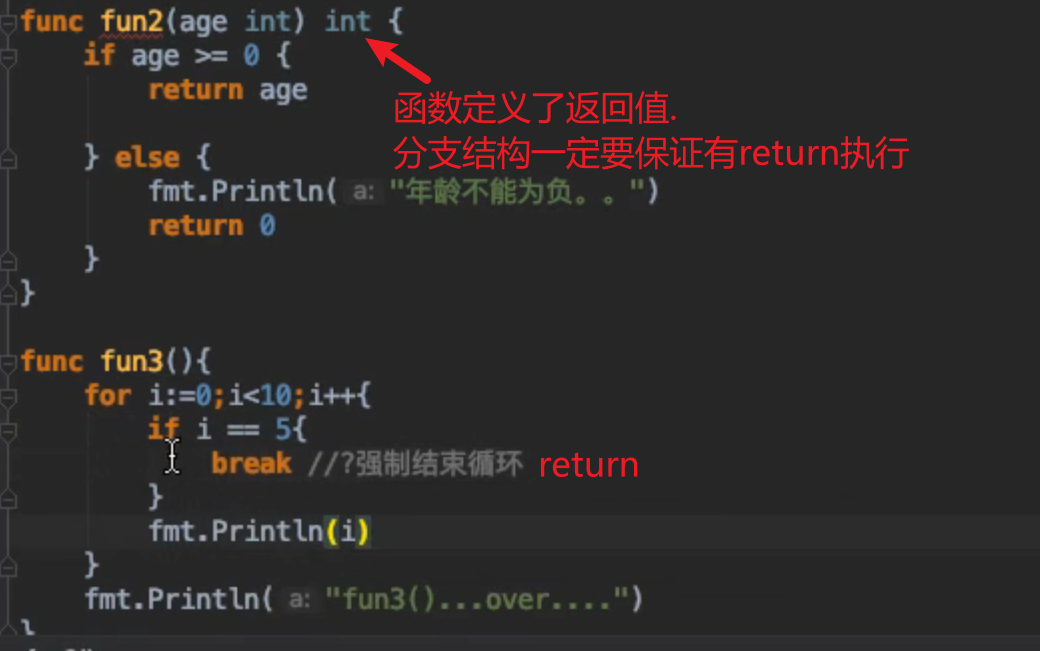 func fun2(age int) int {
if age >= 0 {
return age
函数定义了返回值.
分支结构一定要保证有return执行
} else {
fmt.Println( a: "年龄不能为负。。")
return 0
}
}
func fun3(){
for i:=0;i<10;i++{
if i == 5{
break //?强制结束循环 return
}
fmt.Println(i)
}
fmt.Println( a: "fun3()...over....")
}